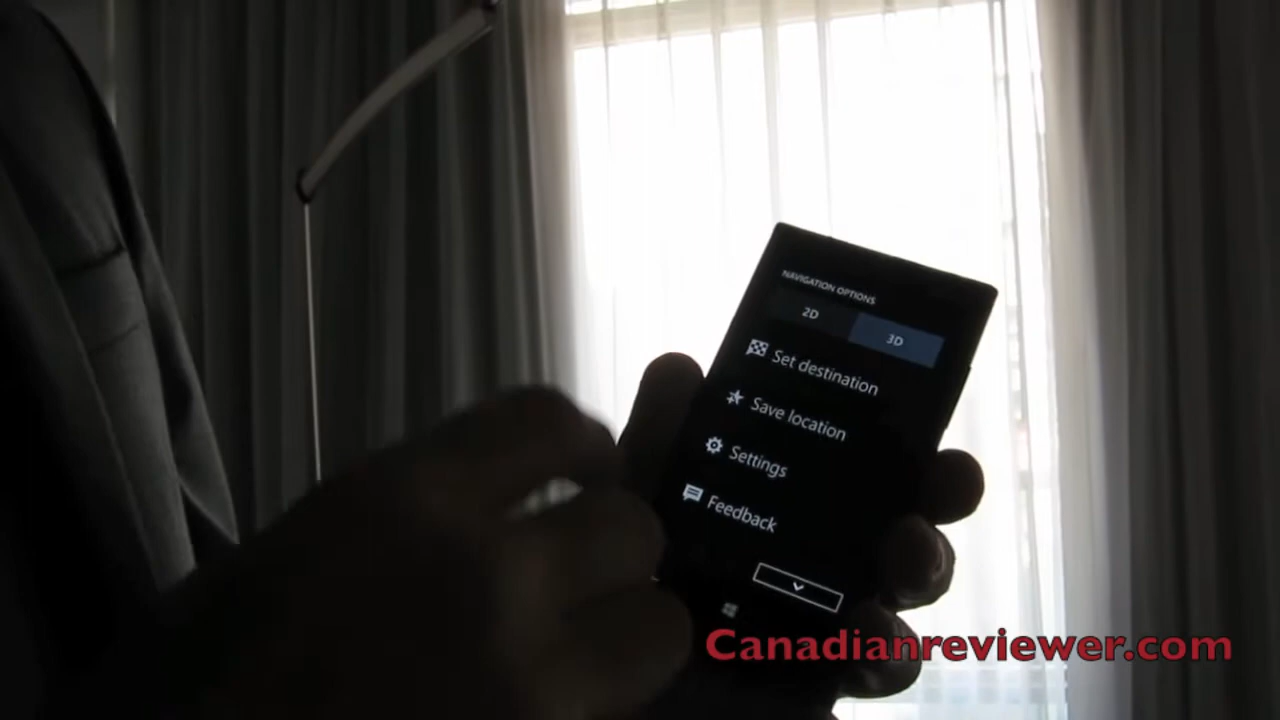 NAVIGATION OPTIONS
2D
3D
Set destination
Save location
Settings
Feedback
Canadianreviewer.com